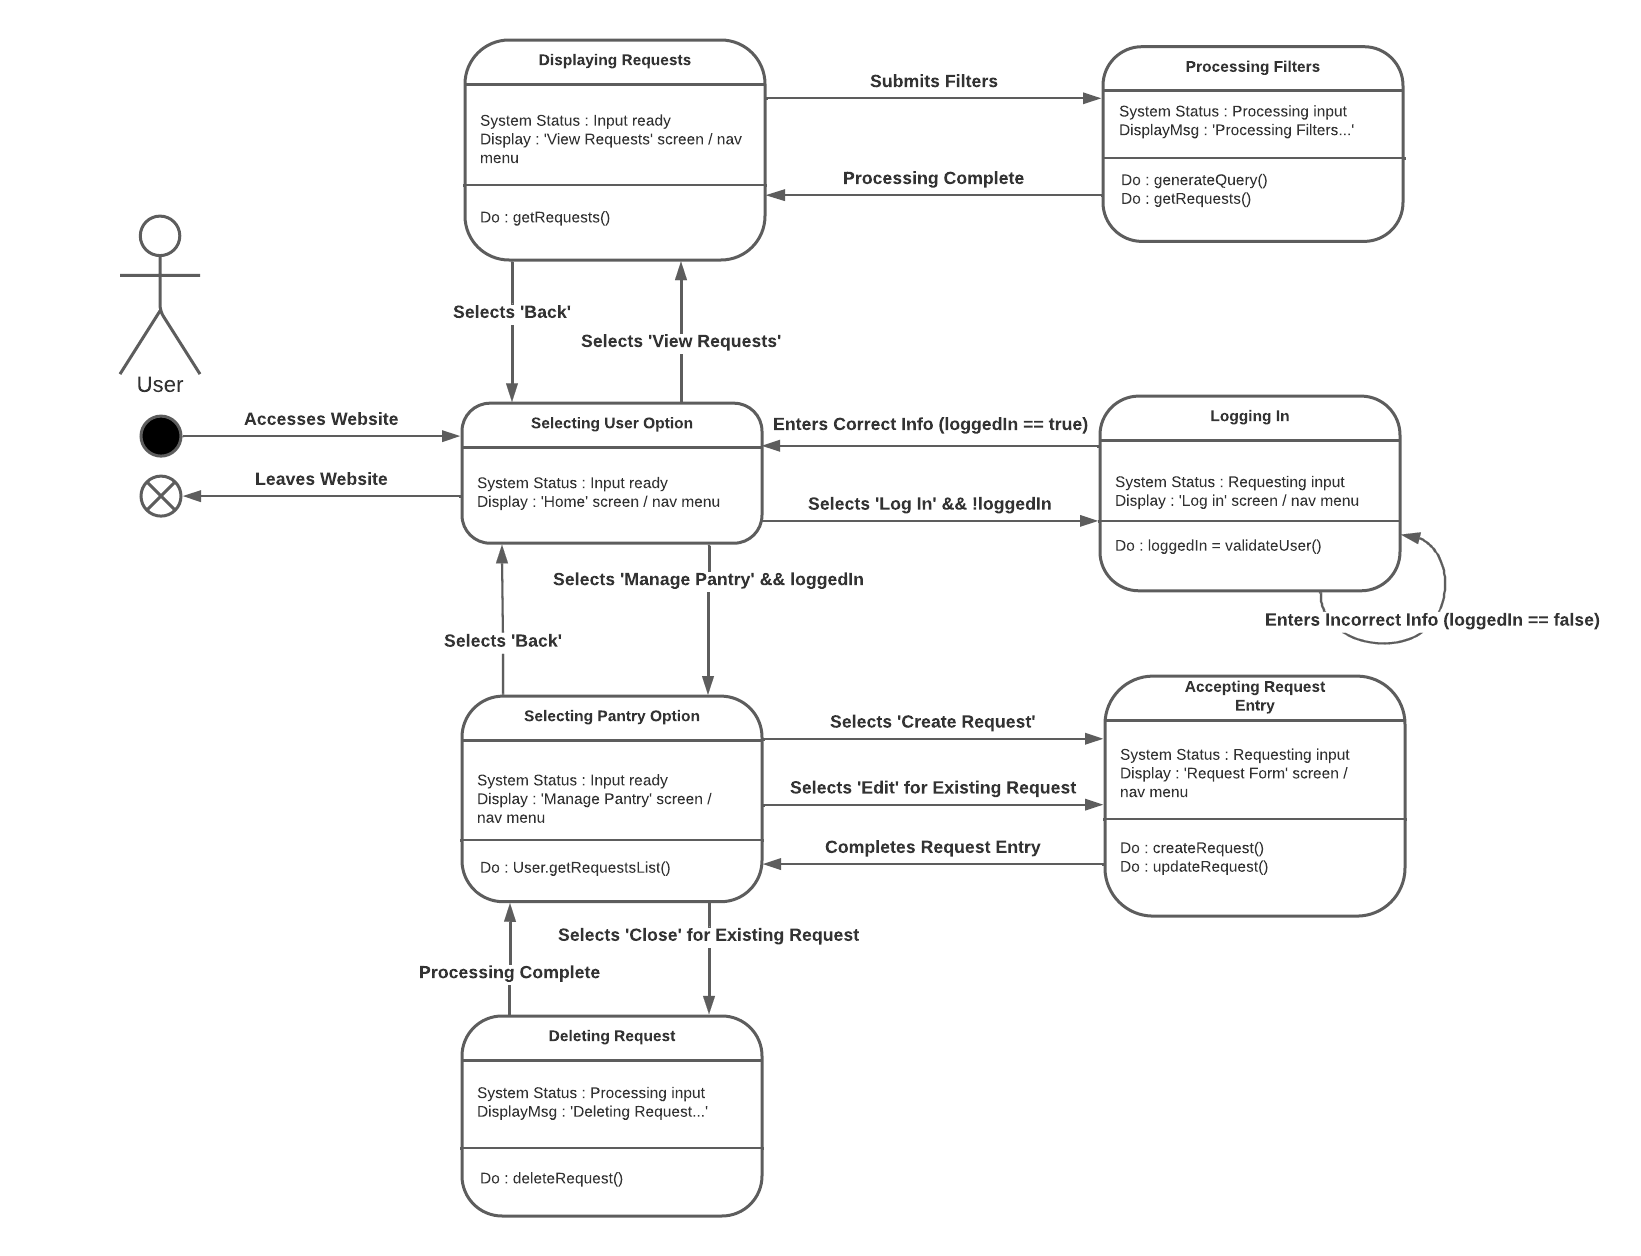 Displaying Requests
System Status : Input ready
Display : 'View Requests' screen / nav
menu
Do : getRequests()
Submits Filters
Processing Complete
Processing Filters
System Status : Processing input
DisplayMsg : 'Processing Filters...'
Do : generateQuery()
Do : getRequests()
Selects 'Back'
Selects 'View Requests'
User
Accesses Website
Leaves Website
Selecting User Option
System Status : Input ready
Display : 'Home' screen / nav menu
Enters Correct Info (loggedIn == true)
Selects 'Log In' && !loggedIn
Logging In
System Status : Requesting input
Display : 'Log in' screen / nav menu
Do : loggedIn = validateUser()
Enters Incorrect Info (loggedIn == false)
Selects 'Manage Pantry' && loggedIn
Selects 'Back'
Selecting Pantry Option
System Status : Input ready
Display : 'Manage Pantry' screen /
nav menu
Do : User.getRequestsList()
Selects 'Create Request'
Selects 'Edit' for Existing Request
Completes Request Entry
Accepting Request
Entry
System Status : Requesting input
Display : 'Request Form' screen /
nav menu
Do : createRequest()
Do : updateRequest()
Selects 'Close' for Existing Request
Processing Complete
Deleting Request
System Status : Processing input
DisplayMsg : 'Deleting Request...'
Do : deleteRequest()